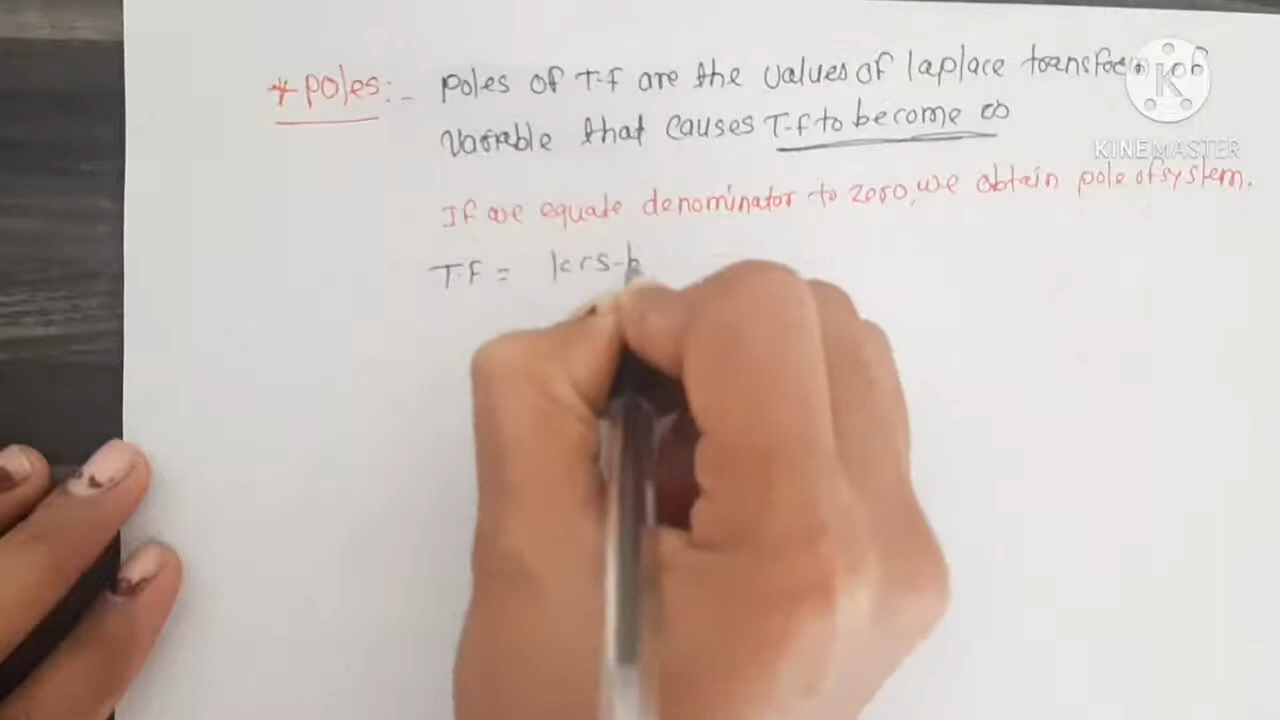 * Poles:- Poles of T.F are the values of laplace transform of
variable that causes T.F to become ∞
If we equate denominator to zero, we obtain pole of system.
T.F = k(s-b
KINEMASTER